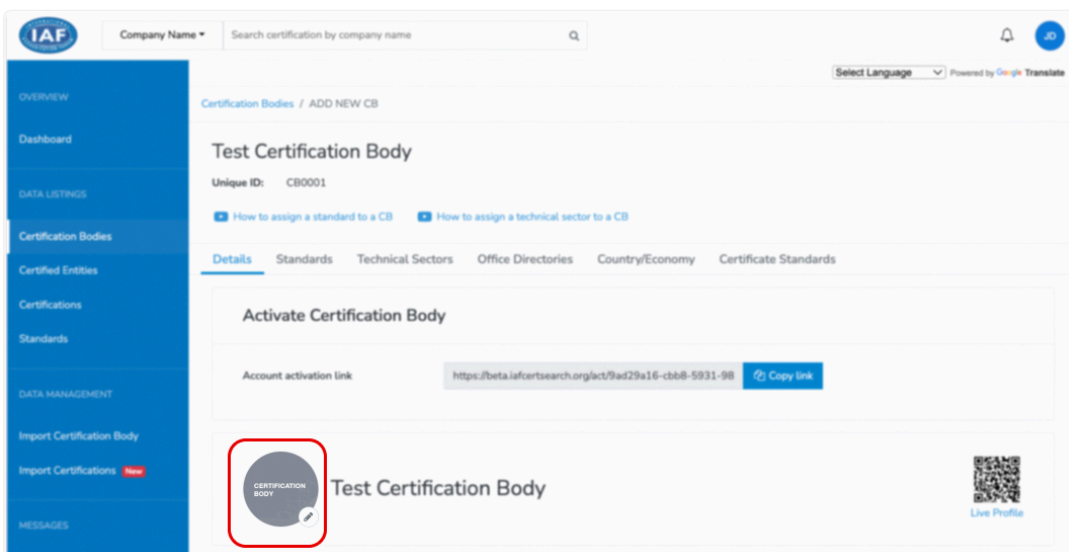 IAF
Company Name
Search certification by company name
JD
Select Language
Powered by Google Translate
OVERVIEW
Dashboard
DATA LISTINGS
Certification Bodies
Certified Entities
Certifications
Standards
DATA MANAGEMENT
Import Certification Body
Import Certifications New
MESSAGES
Certification Bodies / ADD NEW CB
Test Certification Body
Unique ID: CB0001
How to assign a standard to a CB How to assign a technical sector to a CB
Details Standards Technical Sectors Office Directories Country/Economy Certificate Standards
Activate Certification Body
Account activation link https://beta.iafcertsearch.org/act/9ad29a16-cbb8-5931-98 Copy link
CERTIFICATION
BODY
Test Certification Body
Live Profile